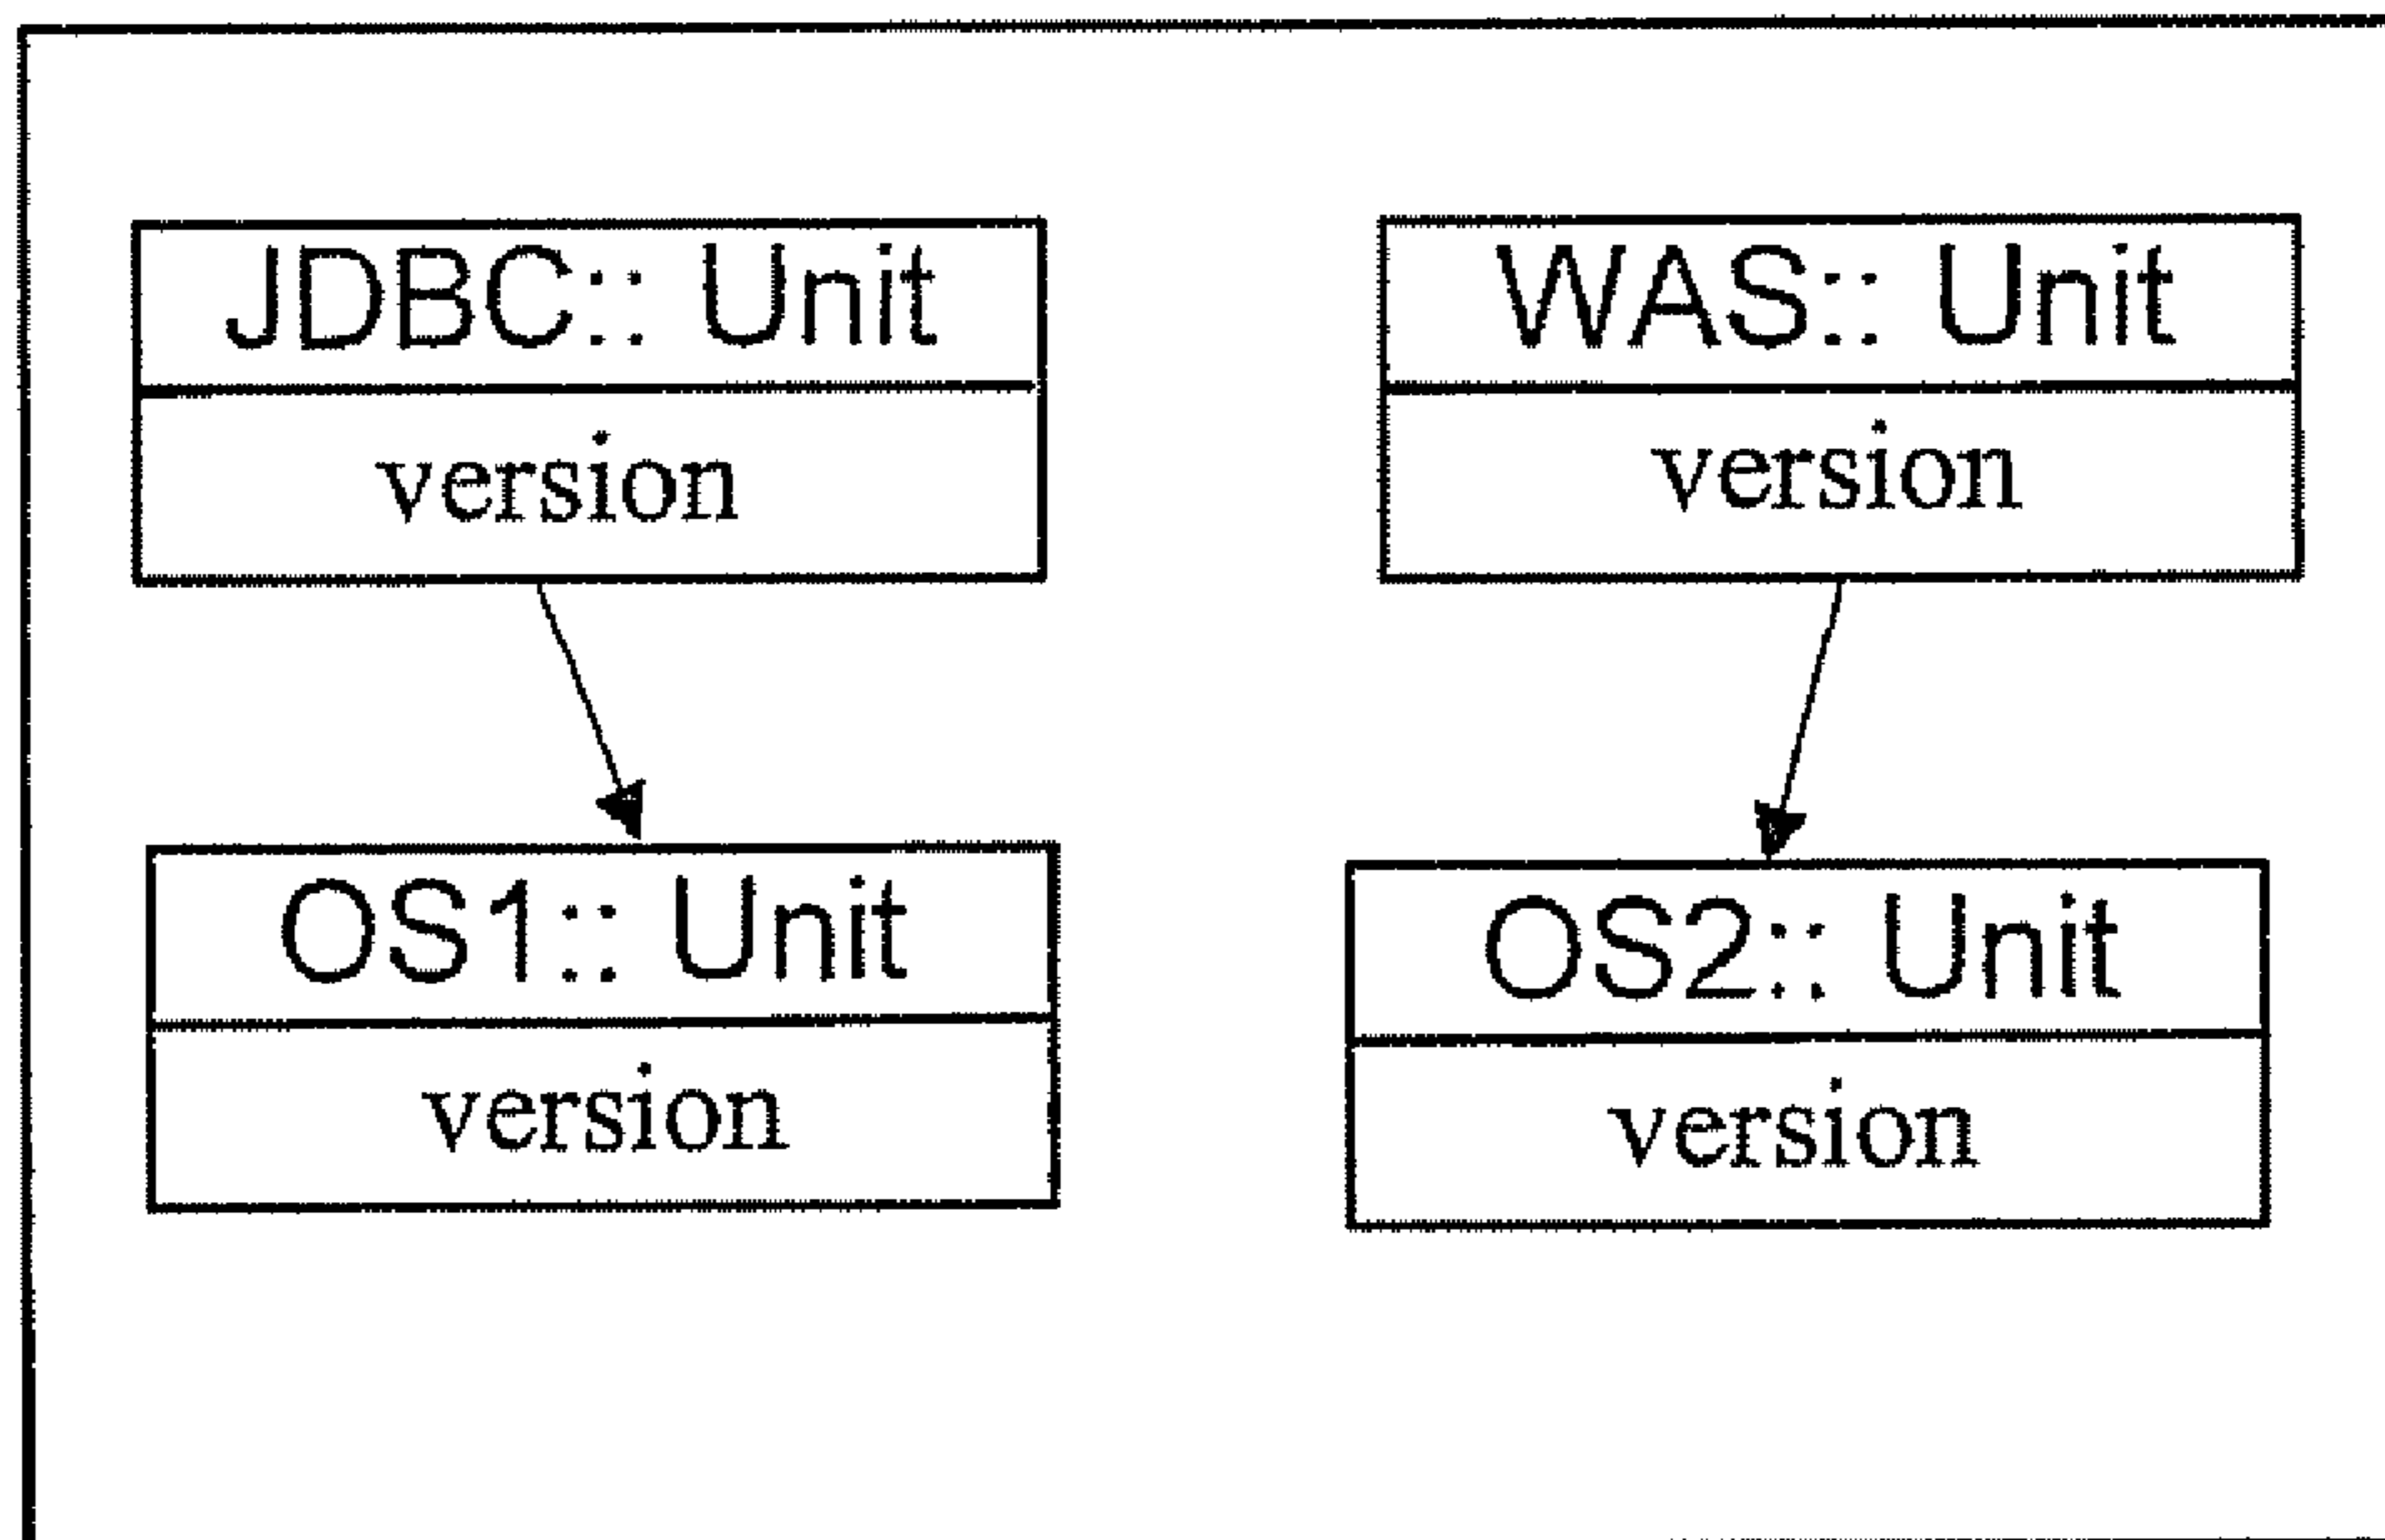 JDBC:: Unit
version
WAS:: Unit
version
OS1:: Unit
version
OS2:: Unit
version